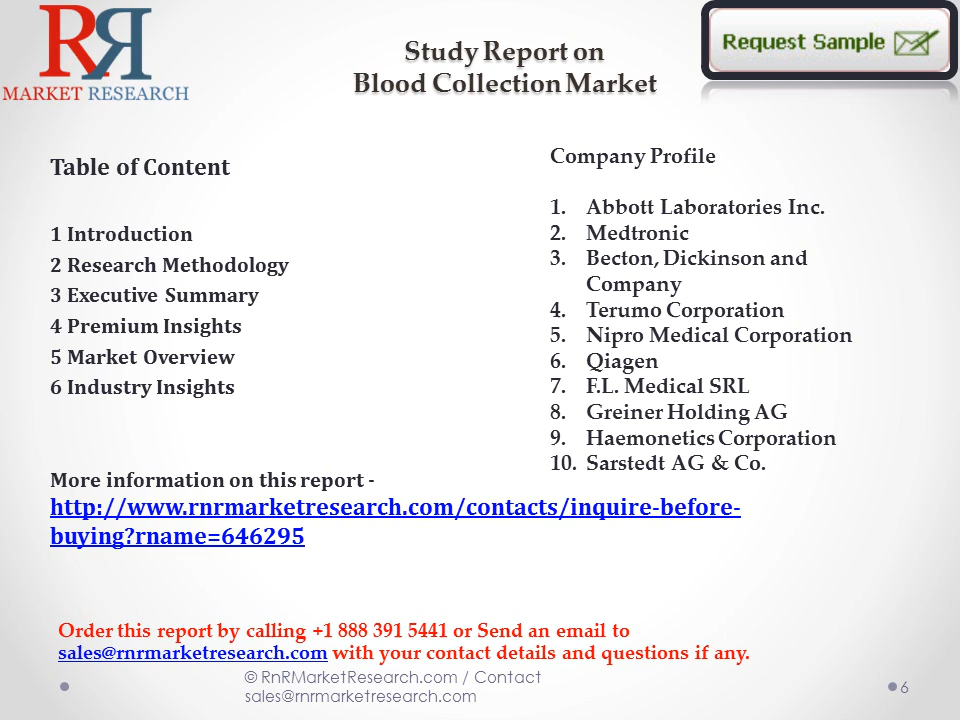 RR
MARKET RESEARCH
Study Report on
Blood Collection Market
Request Sample
Table of Content
1 Introduction
2 Research Methodology
3 Executive Summary
4 Premium Insights
5 Market Overview
6 Industry Insights
Company Profile
1. Abbott Laboratories Inc.
2. Medtronic
3. Becton, Dickinson and
Company
4. Terumo Corporation
5. Nipro Medical Corporation
6. Qiagen
7. F.L. Medical SRL
8. Greiner Holding AG
9. Haemonetics Corporation
10. Sarstedt AG & Co.
More information on this report -
http://www.rnrmarketresearch.com/contacts/inquire-before-
buying?rname=646295
Order this report by calling +1 888 391 5441 or Send an email to
sales@rnrmarketresearch.com with your contact details and questions if any.
© RnRMarketResearch.com / Contact
sales@rnrmarketresearch.com
6